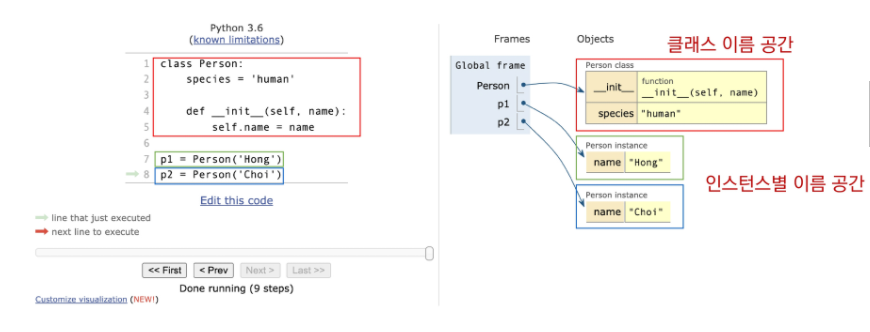 Python 3.6
(known limitations)
1 class Person:
2 species = 'human'
3
4 def __init__(self, name):
5 self.name = name
6
7 p1 = Person('Hong')
8 p2 = Person('Choi')
Edit this code
line that just executed
next line to execute
<< First < Prev Next > Last >>
Done running (9 steps)
Customize visualization (NEW!)
Frames Objects
클래스 이름 공간
Global frame
Person
p1
p2
Person class
__init__ function
__init__(self, name)
species "human"
Person instance
name "Hong"
인스턴스별 이름 공간
Person instance
name "Choi"